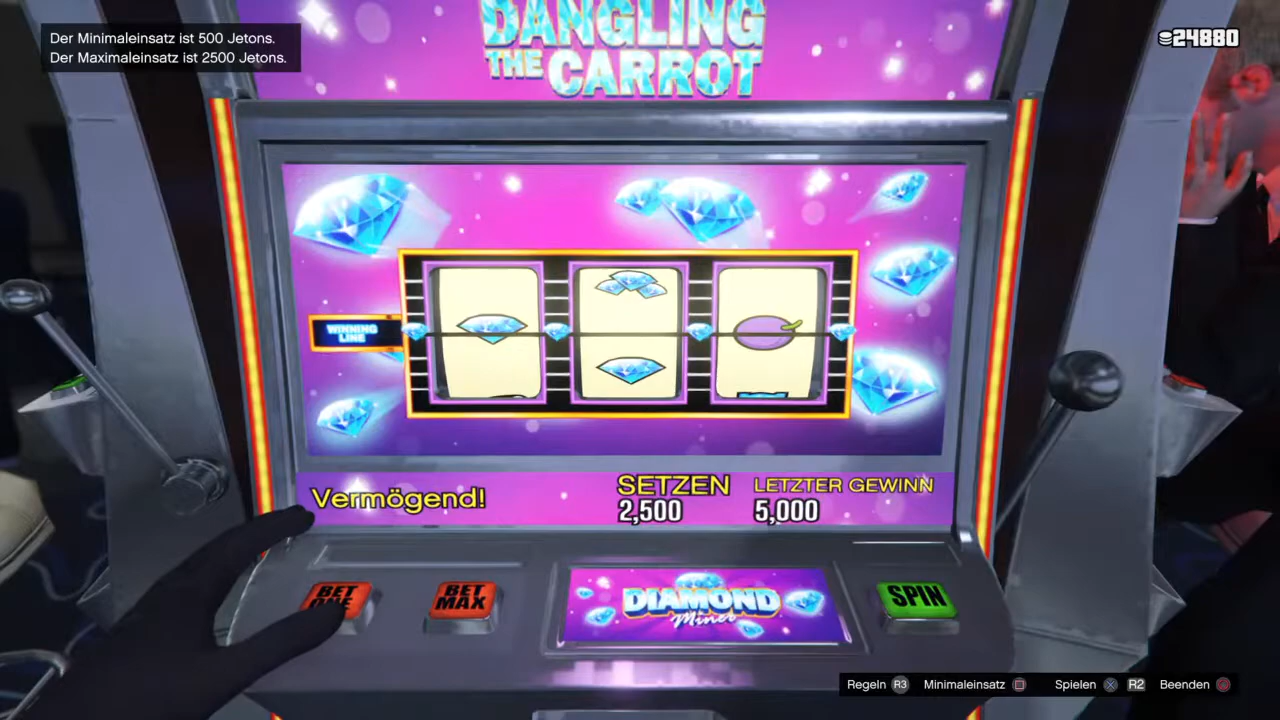 Der Minimaleinsatz ist 500 Jetons.
Der Maximaleinsatz ist 2500 Jetons.
24880
DANGLING
THE CARROT
WINNING
LINE
Vermögend!
SETZEN
2,500
LETZTER GEWINN
5,000
BET
ONE
BET
MAX
DIAMOND
Miner
SPIN
Regeln R3 Minimaleinsatz Spielen R2 Beenden